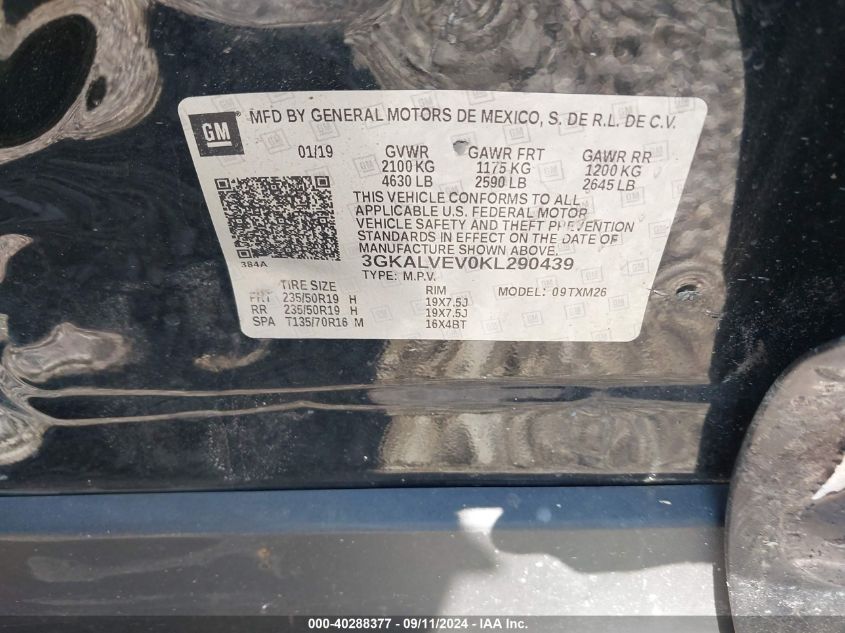 GM MFD BY GENERAL MOTORS DE MEXICO, S. DE R.L. DE C.V.
01/19 GVWR GAWR FRT GAWR RR
2100 KG 1175 KG 1200 KG
4630 LB 2590 LB 2645 LB
THIS VEHICLE CONFORMS TO ALL
APPLICABLE U.S. FEDERAL MOTOR
VEHICLE SAFETY AND THEFT PREVENTION
STANDARDS IN EFFECT ON THE DATE OF
MANUFACTURE SHOWN ABOVE.
384A 3GKALVEV0KL290439
TYPE: M.P.V. MODEL: 09TXM26
TIRE SIZE RIM
FRT 235/50R19 H 19X7.5J
RR 235/50R19 H 19X7.5J
SPA T135/70R16 M 16X4BT
000-40288377 - 09/11/2024 - IAA Inc.